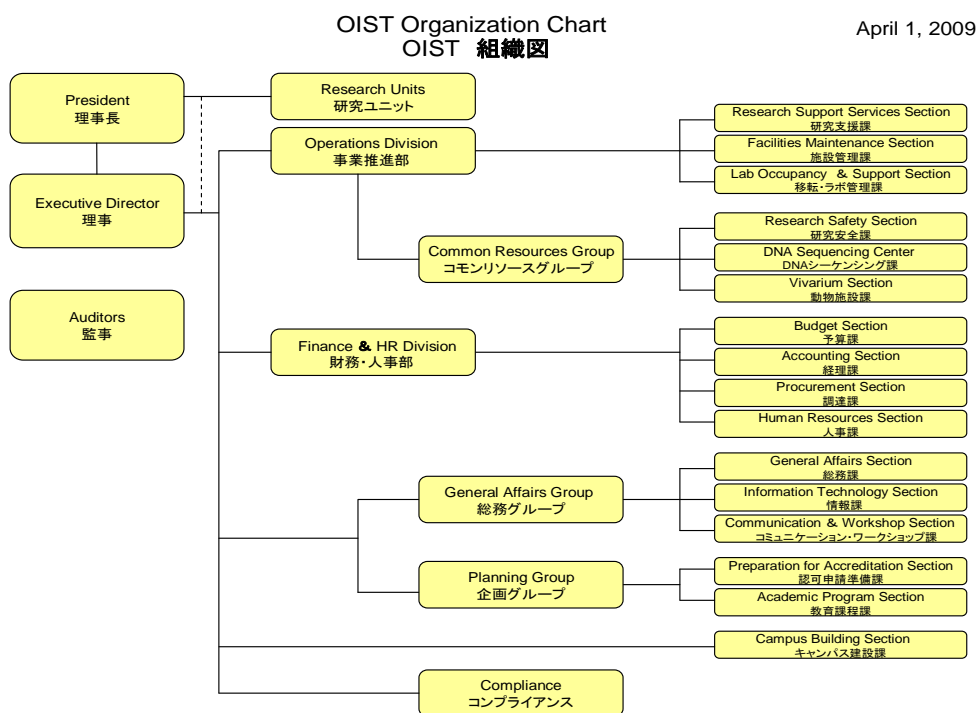 OIST Organization Chart
OIST 組織図
April 1, 2009
President
理事長
Executive Director
理事
Auditors
監事
Research Units
研究ユニット
Operations Division
事業推進部
Research Support Services Section
研究支援課
Facilities Maintenance Section
施設管理課
Lab Occupancy & Support Section
移転・ラボ管理課
Common Resources Group
コモンリソースグループ
Research Safety Section
研究安全課
DNA Sequencing Center
DNAシーケンシング課
Vivarium Section
動物施設課
Finance & HR Division
財務・人事部
Budget Section
予算課
Accounting Section
経理課
Procurement Section
調達課
Human Resources Section
人事課
General Affairs Group
総務グループ
General Affairs Section
総務課
Information Technology Section
情報課
Communication & Workshop Section
コミュニケーション・ワークショップ課
Planning Group
企画グループ
Preparation for Accreditation Section
認可申請準備課
Academic Program Section
教育課程課
Campus Building Section
キャンパス建設課
Compliance
コンプライアンス